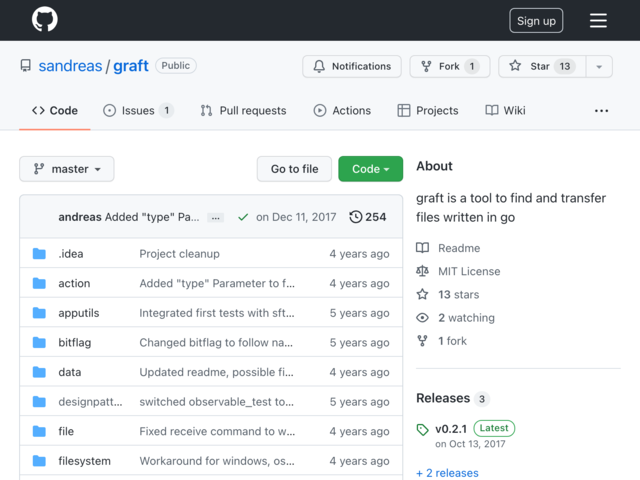 Sign up
sandreas / graft Public
Notifications Fork 1 Star 13
Code Issues 1 Pull requests Actions Projects Wiki ...
master Go to file Code
andreas Added "type" Pa... ... on Dec 11, 2017 254
.idea Project cleanup 4 years ago
action Added "type" Parameter to f... 4 years ago
apputils Integrated first tests with sft... 5 years ago
bitflag Changed bitflag to follow na... 5 years ago
data Updated readme, possible fi... 4 years ago
designpatt... switched observable_test to... 5 years ago
file Fixed receive command to w... 4 years ago
filesystem Workaround for windows, os... 4 years ago
About
graft is a tool to find and transfer
files written in go
Readme
MIT License
13 stars
2 watching
1 fork
Releases 3
v0.2.1 Latest
on Oct 13, 2017
+ 2 releases